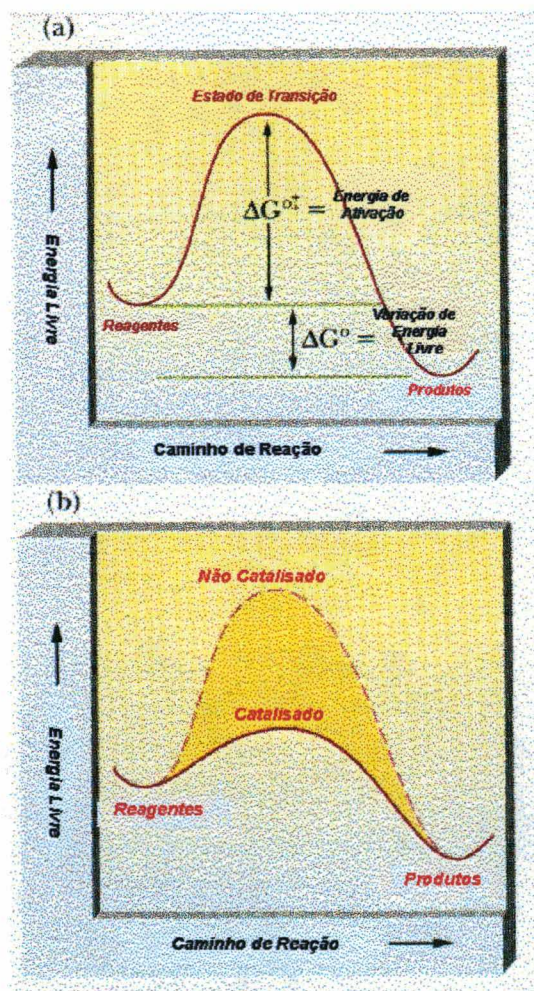 (a)
Estado de Transição
ΔG°‡ = Energia de Ativação
Reagentes
ΔG° = Variação de Energia Livre
Produtos
Energia Livre
Caminho de Reação
(b)
Não Catalisado
Catalisado
Reagentes
Produtos
Energia Livre
Caminho de Reação